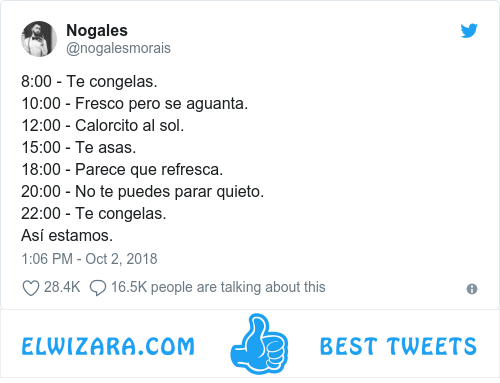 Nogales
@nogalesmorais
8:00 - Te congelas.
10:00 - Fresco pero se aguanta.
12:00 - Calorcito al sol.
15:00 - Te asas.
18:00 - Parece que refresca.
20:00 - No te puedes parar quieto.
22:00 - Te congelas.
Así estamos.
1:06 PM - Oct 2, 2018
28.4K 16.5K people are talking about this
ELWIZARA.COM BEST TWEETS